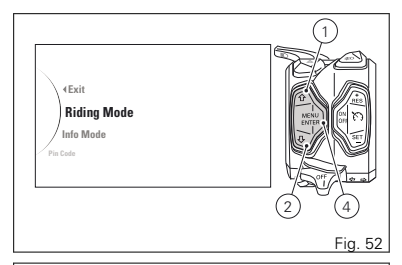 1
Exit
Riding Mode
Info Mode
Pin Code
MENU
ENTER
+
RES
ON
OFF
SET
−
OFF
2
4
Fig. 52